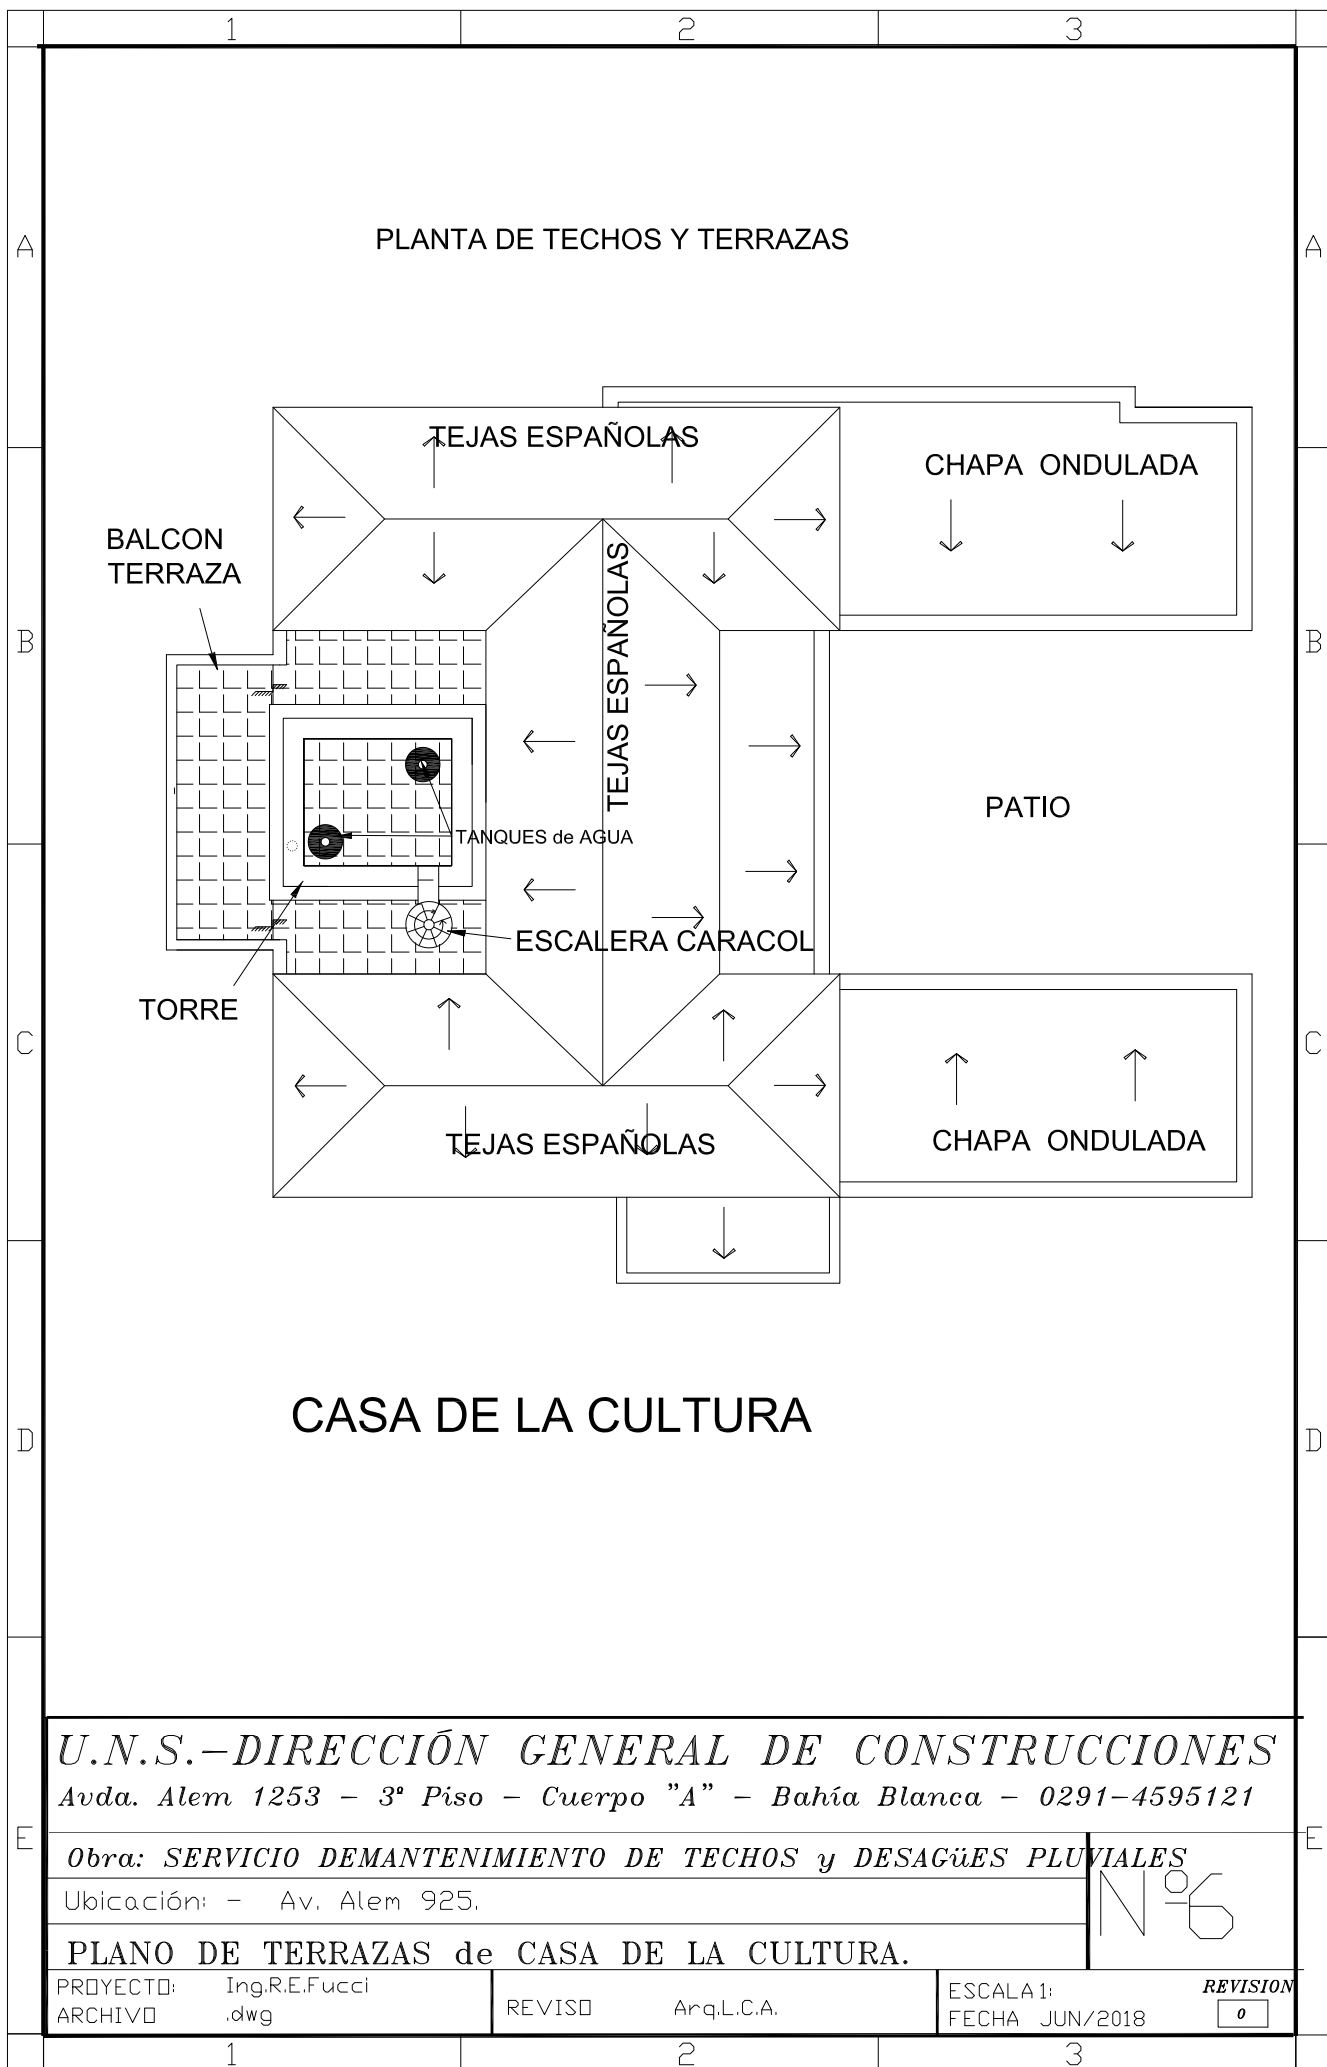 1 2 3
A A
PLANTA DE TECHOS Y TERRAZAS
TEJAS ESPAÑOLAS
CHAPA ONDULADA
BALCON
TERRAZA
TEJAS ESPAÑOLAS
B B
PATIO
TANQUES de AGUA
ESCALERA CARACOL
TORRE
C C
TEJAS ESPAÑOLAS
CHAPA ONDULADA
CASA DE LA CULTURA
D D
U.N.S.-DIRECCIÓN GENERAL DE CONSTRUCCIONES
Avda. Alem 1253 - 3º Piso - Cuerpo "A" - Bahía Blanca - 0291-4595121
E E
Obra: SERVICIO DEMANTENIMIENTO DE TECHOS y DESAGüES PLUVIALES
Ubicación: - Av. Alem 925.
Nº6
PLANO DE TERRAZAS de CASA DE LA CULTURA.
PROYECTO: Ing.R.E.Fucci
ARCHIVO .dwg
REVISO Arq.L.C.A.
ESCALA 1:
FECHA JUN/2018
REVISION
0
1 2 3